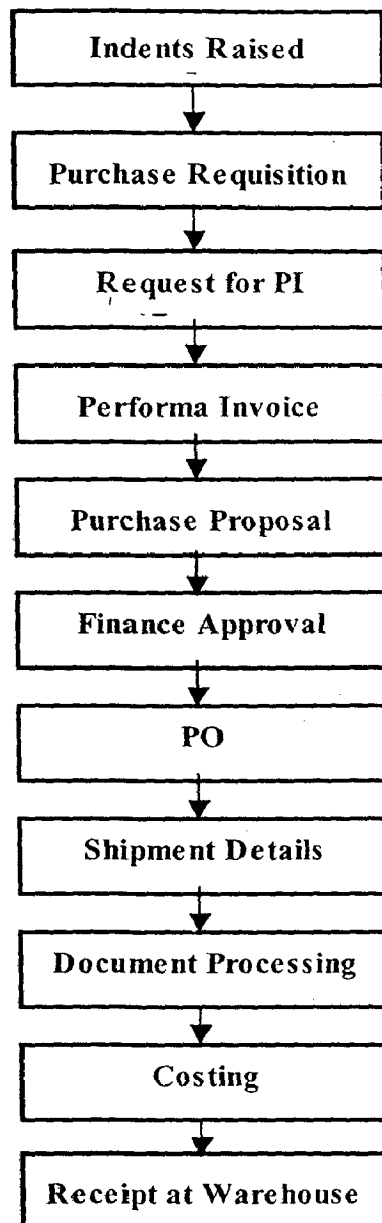 Indents Raised
Purchase Requisition
Request for PI
Performa Invoice
Purchase Proposal
Finance Approval
PO
Shipment Details
Document Processing
Costing
Receipt at Warehouse